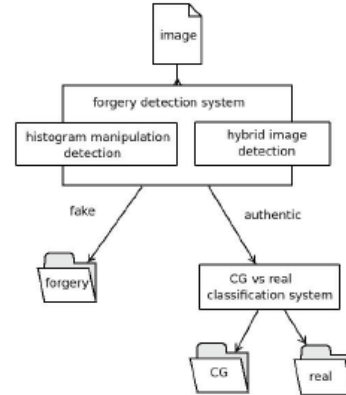 image
forgery detection system
histogram manipulation
detection
hybrid image
detection
fake
authentic
forgery
CG vs real
classification system
CG
real